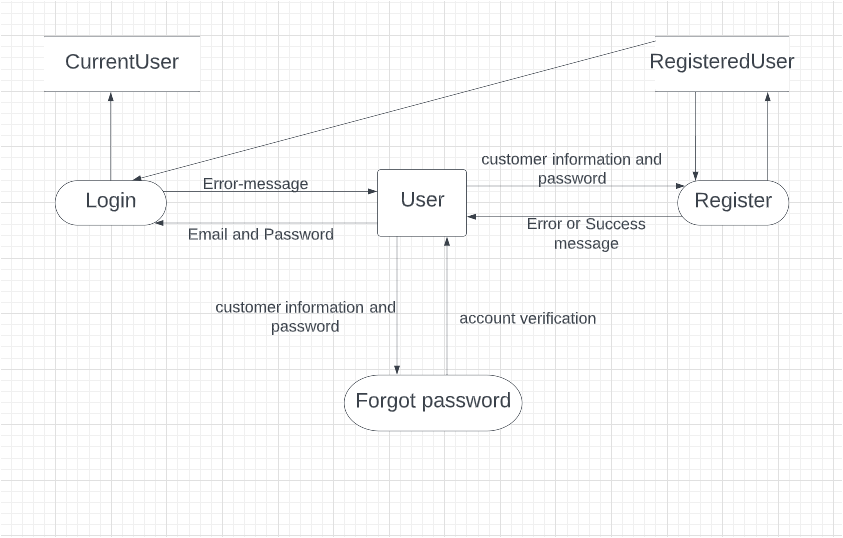 CurrentUser
RegisteredUser
customer information and
password
Error-message
Login
User
Register
Email and Password
Error or Success
message
customer information and
password
account verification
Forgot password